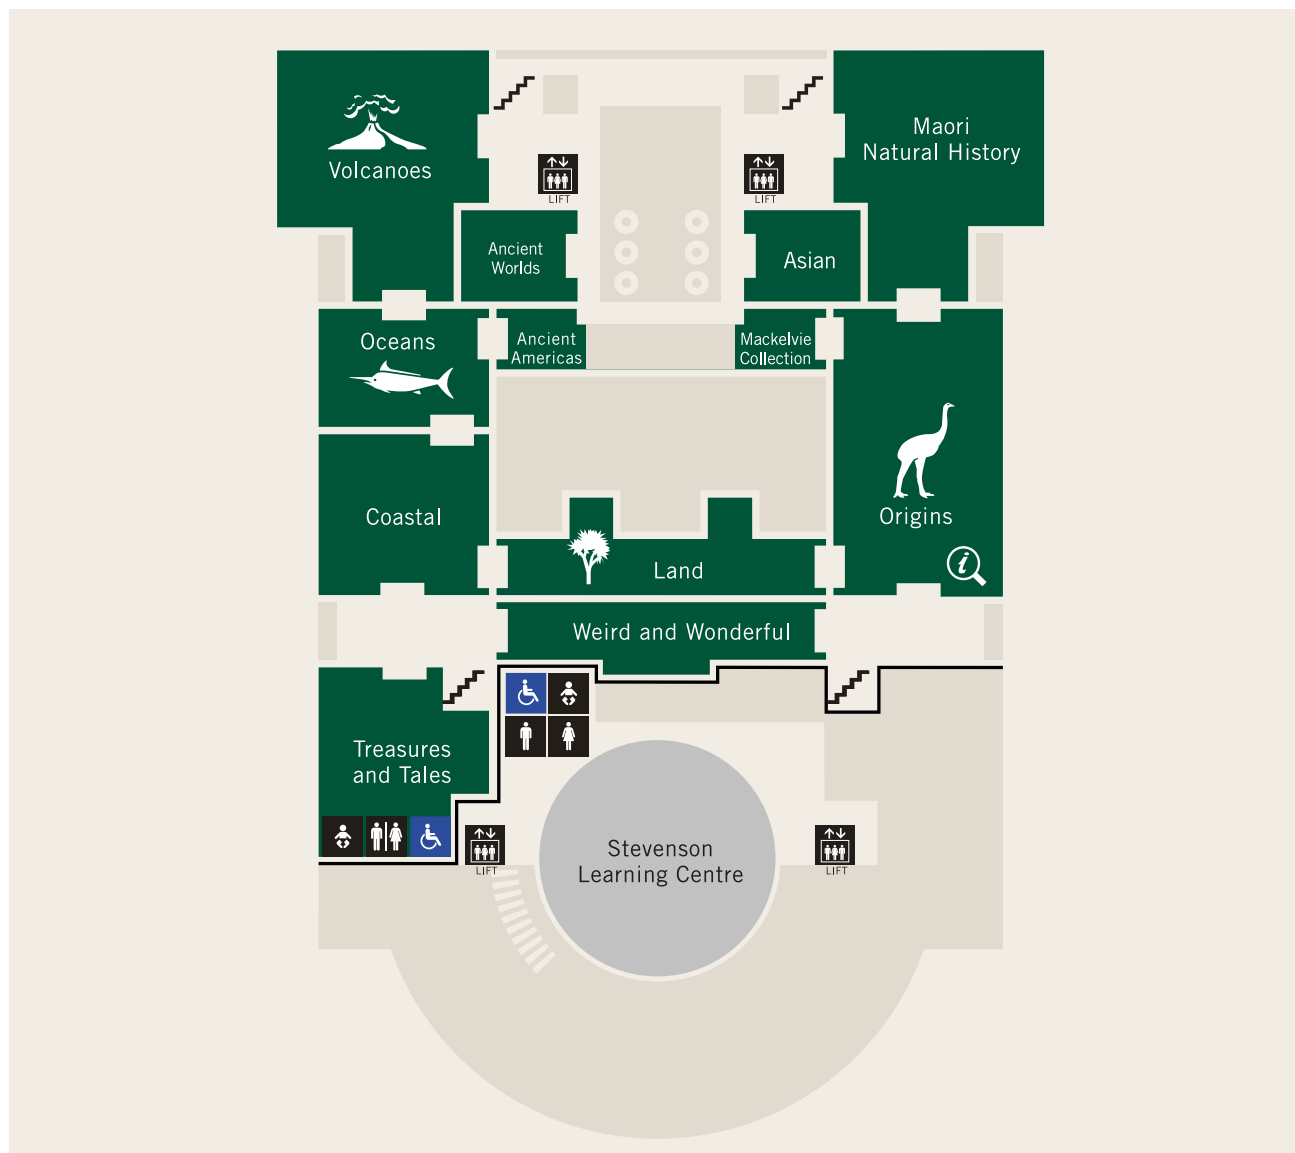 Volcanoes
Maori
Natural History
LIFT
LIFT
Ancient
Worlds
Asian
Oceans
Ancient
Americas
Mackelvie
Collection
Coastal
Origins
i
Land
Weird and Wonderful
Treasures
and Tales
LIFT
Stevenson
Learning Centre
LIFT